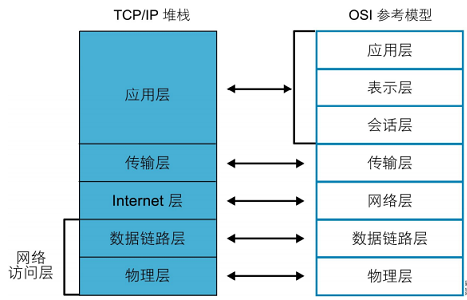 TCP/IP 堆栈
OSI 参考模型
应用层
应用层
表示层
会话层
传输层
传输层
Internet 层
网络层
网络
访问层
数据链路层
数据链路层
物理层
物理层